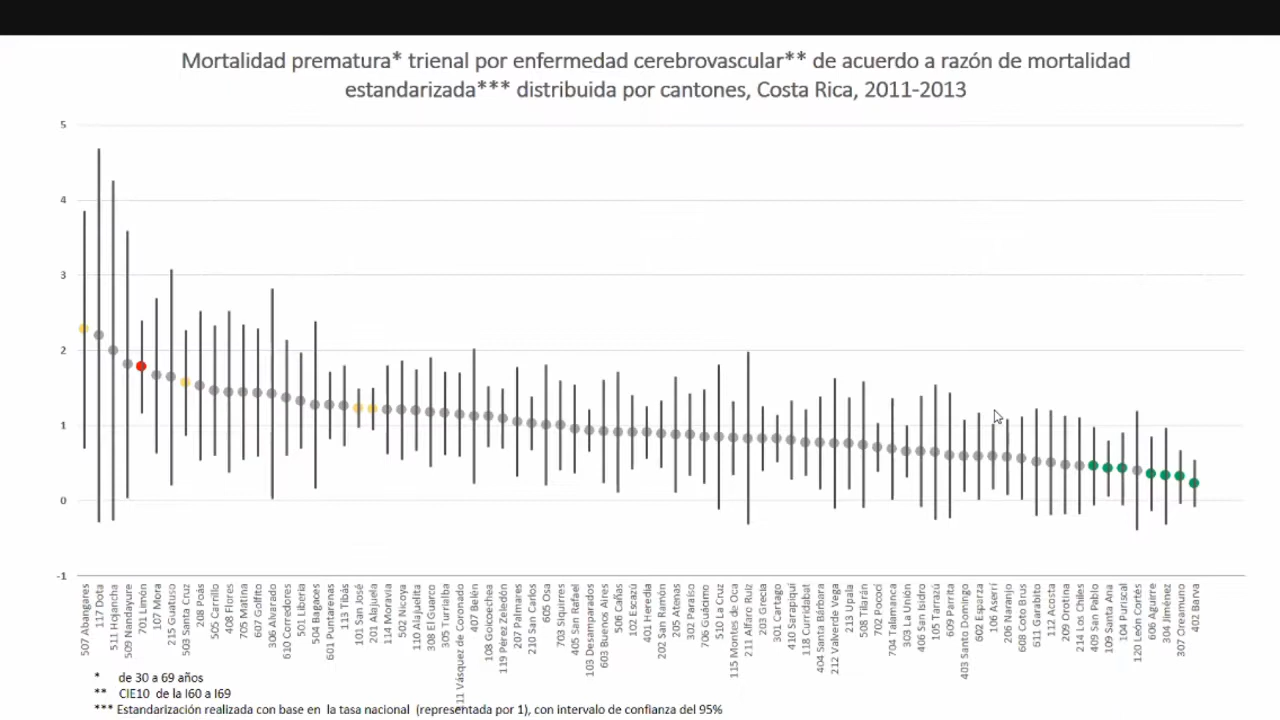 Mortalidad prematura* trienal por enfermedad cerebrovascular** de acuerdo a razón de mortalidad
estandarizada*** distribuida por cantones, Costa Rica, 2011-2013
5
4
3
2
1
0
-1
507 Abangares
117 Dota
511 Hojancha
509 Nandayure
701 Limón
107 Mora
215 Guatuso
503 Santa Cruz
208 Poás
505 Carrillo
408 Flores
705 Matina
607 Golfito
306 Alvarado
610 Corredores
501 Liberia
504 Bagaces
601 Puntarenas
113 Tibás
101 San José
201 Alajuela
114 Moravia
502 Nicoya
110 Alajuelita
308 El Guarco
305 Turrialba
11 Vásquez de Coronado
407 Belén
108 Goicoechea
119 Pérez Zeledón
207 Palmares
210 San Carlos
605 Osa
703 Siquirres
405 San Rafael
103 Desamparados
603 Buenos Aires
506 Cañas
102 Escazú
401 Heredia
202 San Ramón
205 Atenas
302 Paraíso
706 Guácimo
510 La Cruz
115 Montes de Oca
211 Alfaro Ruiz
203 Grecia
301 Cartago
410 Sarapiquí
118 Curridabat
404 Santa Bárbara
212 Valverde Vega
213 Upala
508 Tilarán
702 Pococí
704 Talamanca
303 La Unión
406 San Isidro
105 Tarrazú
609 Parrita
403 Santo Domingo
602 Esparza
106 Aserrí
206 Naranjo
608 Coto Brus
611 Garabito
112 Acosta
209 Orotina
214 Los Chiles
409 San Pablo
109 Santa Ana
104 Puriscal
120 León Cortés
606 Aguirre
304 Jiménez
307 Oreamuno
402 Barva
* de 30 a 69 años
** CIE10 de la I60 a I69
*** Estandarización realizada con base en la tasa nacional (representada por 1), con intervalo de confianza del 95%